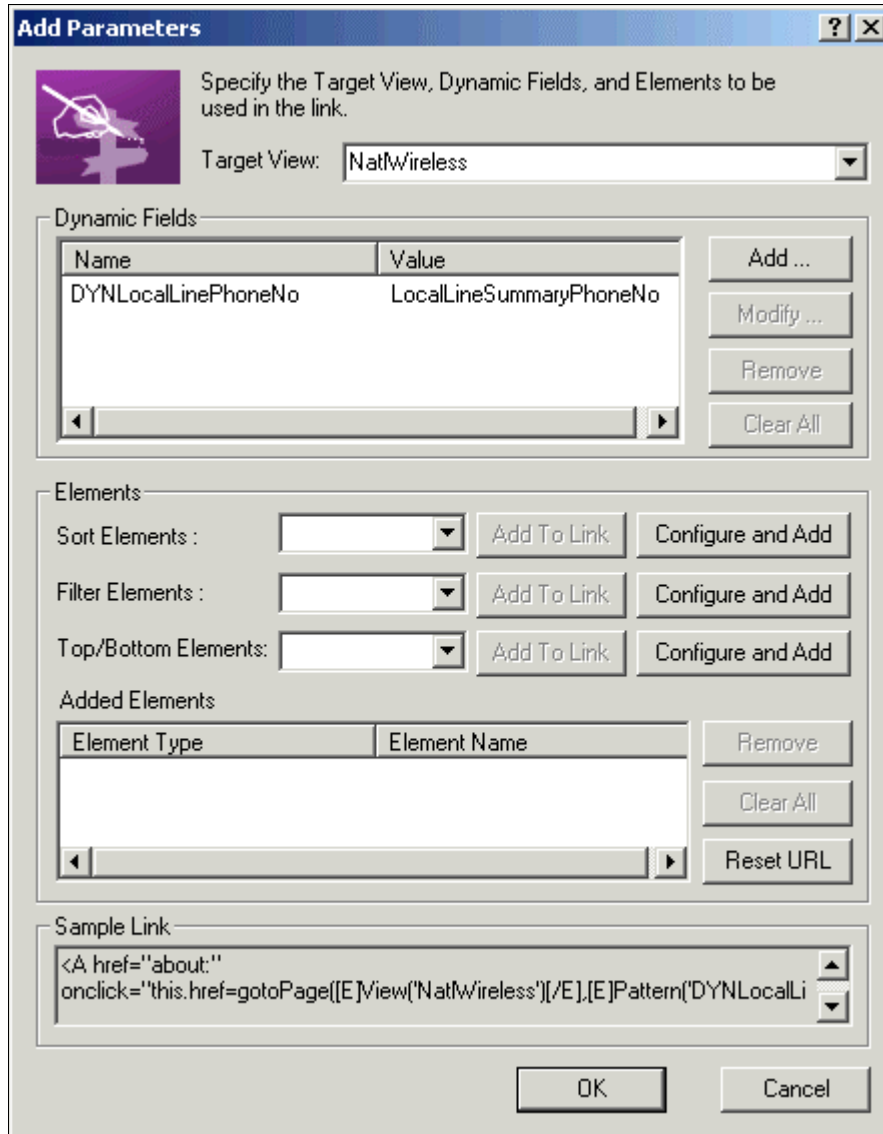 Add Parameters
Specify the Target View, Dynamic Fields, and Elements to be
used in the link.
Target View: NatlWireless
Dynamic Fields
Name Value Add ...
DYNLocalLinePhoneNo LocalLineSummaryPhoneNo
Modify ...
Remove
Clear All
Elements
Sort Elements : Add To Link Configure and Add
Filter Elements : Add To Link Configure and Add
Top/Bottom Elements: Add To Link Configure and Add
Added Elements
Element Type Element Name Remove
Clear All
Reset URL
Sample Link
<A href="about:"
onclick="this.href=gotoPage([E]View('NatlWireless')[/E],[E]Pattern('DYNLocalLi
OK Cancel